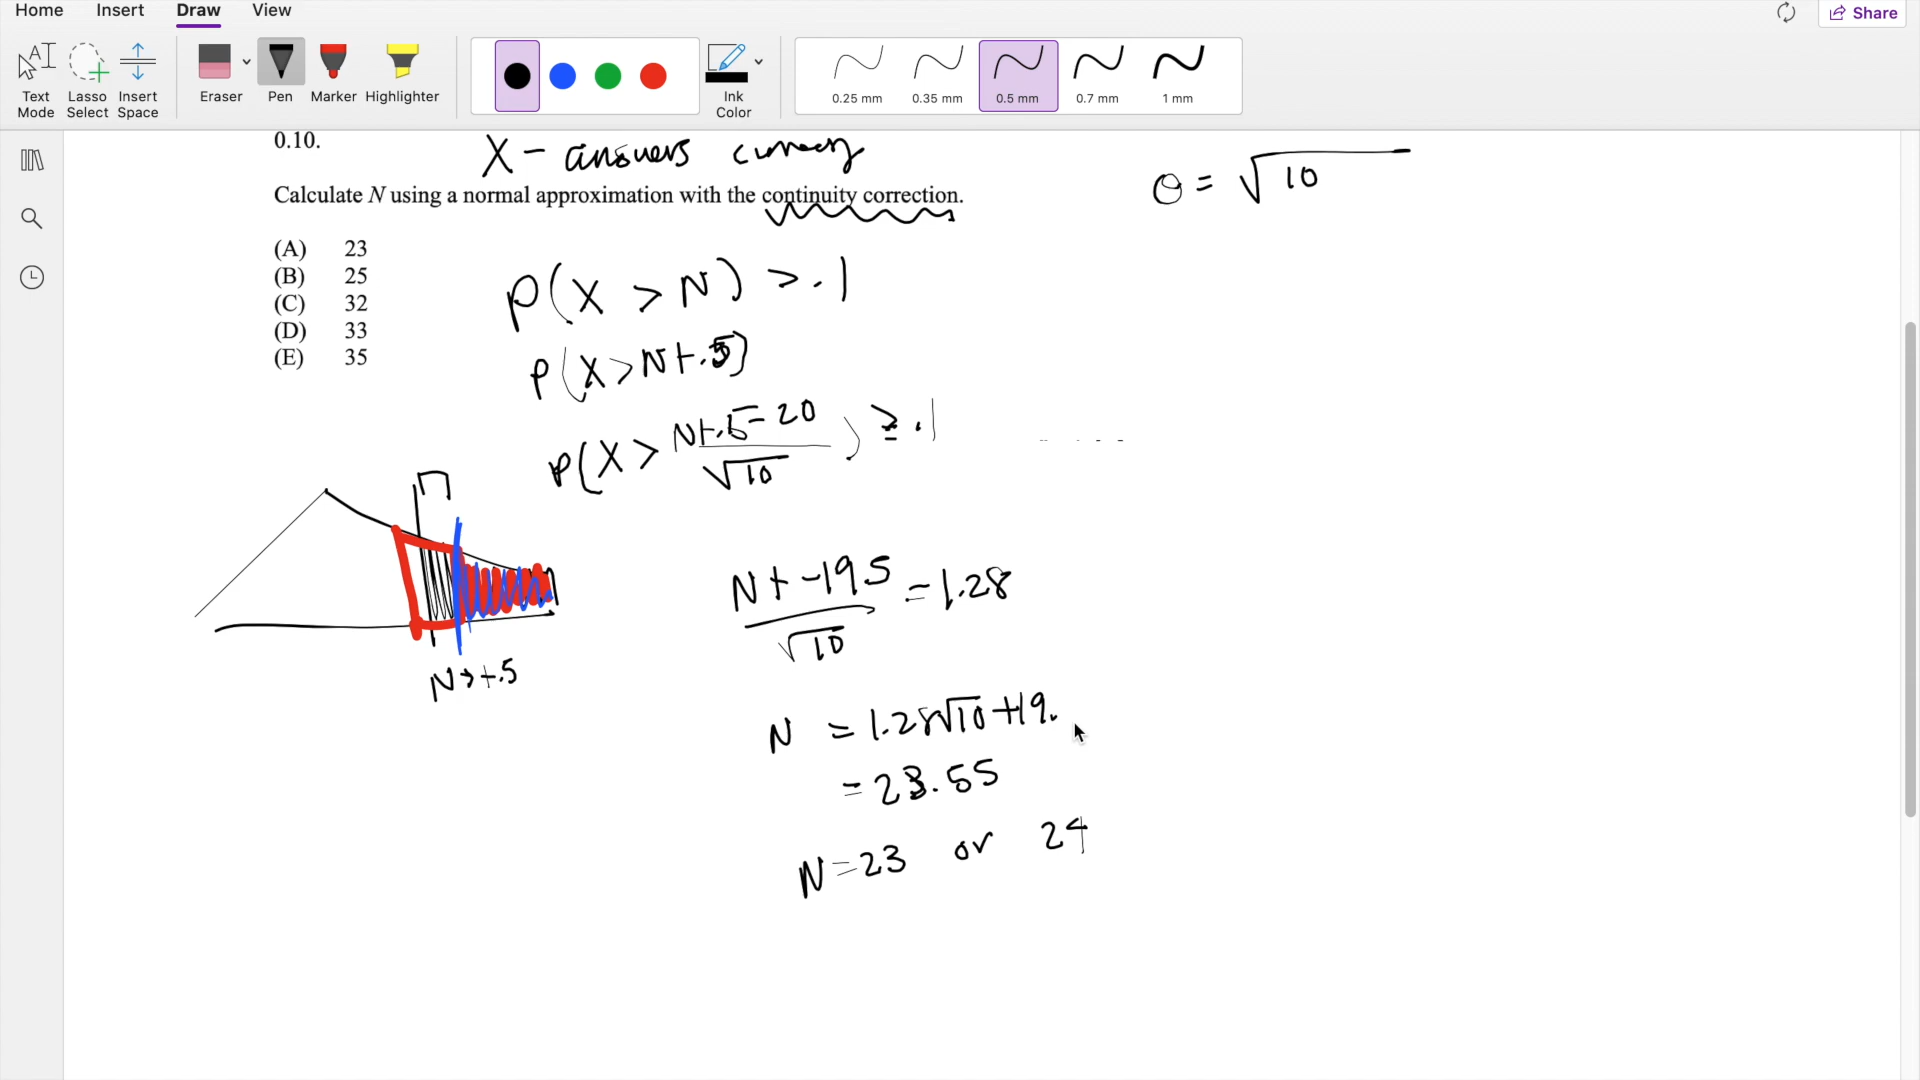 Home Insert Draw View Share
Text Mode Lasso Select Insert Space Eraser Pen Marker Highlighter Ink Color 0.25 mm 0.35 mm 0.5 mm 0.7 mm 1 mm
0.10.
X - answers
Calculate N using a normal approximation with the continuity correction.
σ = √10
(A) 23
(B) 25
(C) 32
(D) 33
(E) 35
P(X > N) > .1
P(X > N+.5)
P(X > N+.5-20 / √10) ≥ .1
N+-19.5 / √10 = 1.28
N>+.5
N = 1.28√10 +19.
= 23.55
N=23 or 24